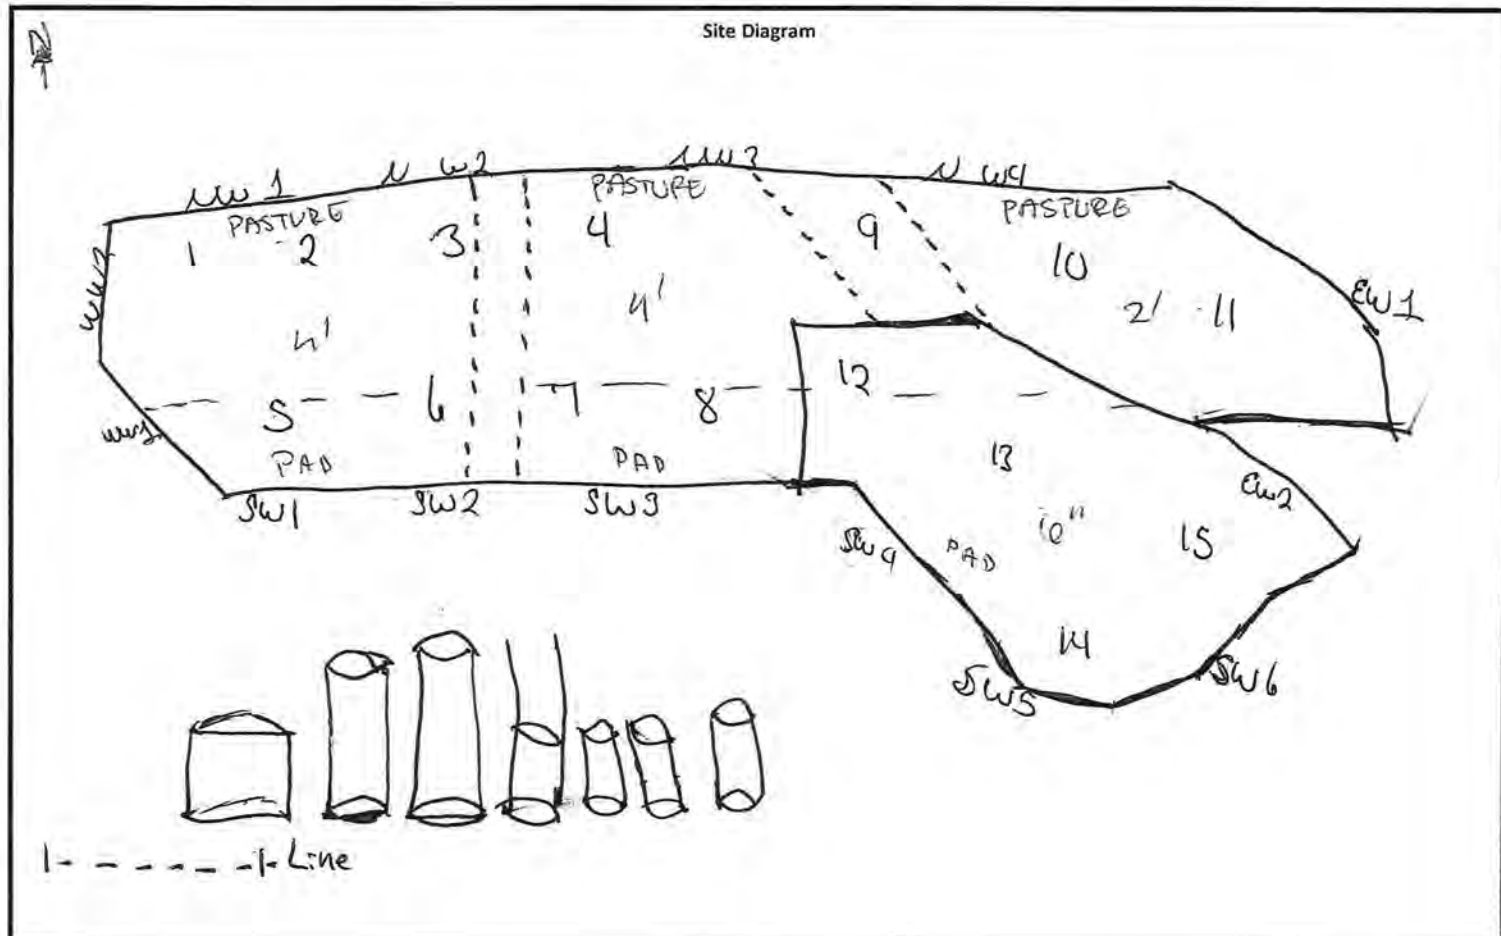 Site Diagram
N
NW1
NW2
NW3
NW4
PASTURE
PASTURE
PASTURE
1
2
3
4
9
10
WW2
4'
4'
2'
11
EW1
WW1
5
6
7
8
12
PAD
PAD
13
EW2
SW1
SW2
SW3
SW4
PAD
6"
15
14
SW5
SW6
Line